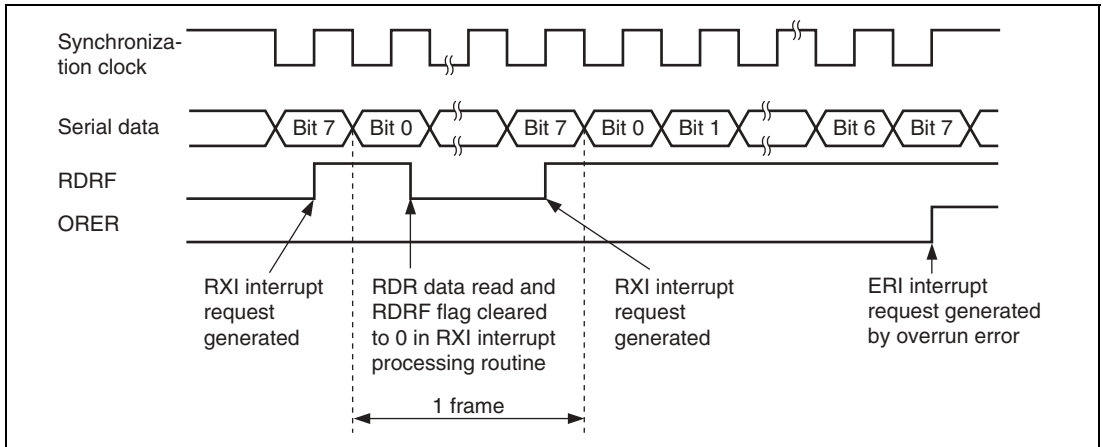 Synchroniza-
tion clock
Serial data
Bit 7 Bit 0 Bit 7 Bit 0 Bit 1 Bit 6 Bit 7
RDRF
ORER
RXI interrupt
request
generated
RDR data read and
RDRF flag cleared
to 0 in RXI interrupt
processing routine
RXI interrupt
request
generated
ERI interrupt
request generated
by overrun error
1 frame